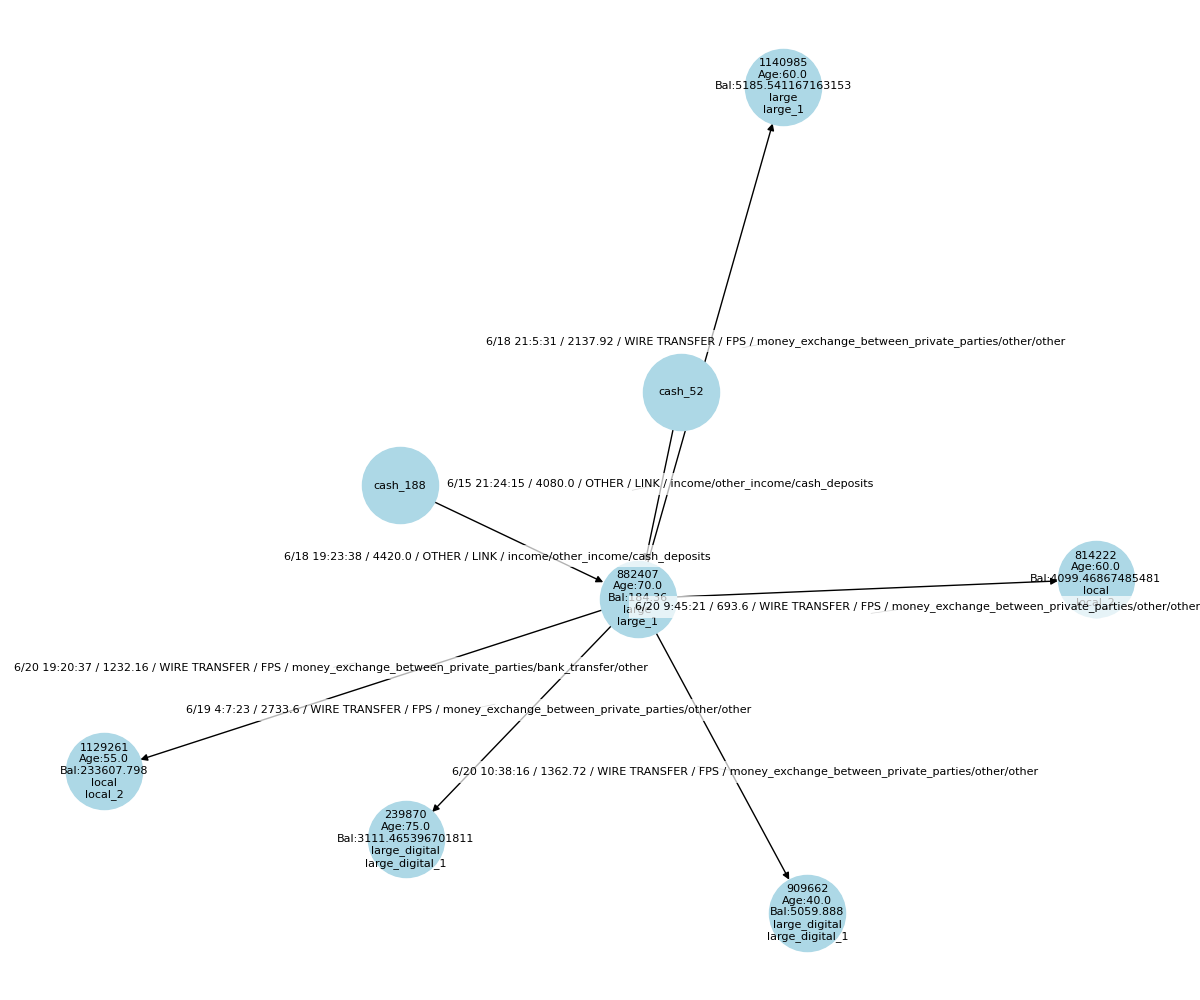 1140985
Age:60.0
Bal:5185.541167163153
large
large_1
6/18 21:5:31 / 2137.92 / WIRE TRANSFER / FPS / money_exchange_between_private_parties/other/other
cash_52
cash_188
6/15 21:24:15 / 4080.0 / OTHER / LINK / income/other_income/cash_deposits
6/18 19:23:38 / 4420.0 / OTHER / LINK / income/other_income/cash_deposits
882407
Age:70.0
Bal:184.36
large
large_1
814222
Age:60.0
Bal:4099.46867485481
local
local_2
6/20 9:45:21 / 693.6 / WIRE TRANSFER / FPS / money_exchange_between_private_parties/other/other
6/20 19:20:37 / 1232.16 / WIRE TRANSFER / FPS / money_exchange_between_private_parties/bank_transfer/other
6/19 4:7:23 / 2733.6 / WIRE TRANSFER / FPS / money_exchange_between_private_parties/other/other
1129261
Age:55.0
Bal:233607.798
local
local_2
6/20 10:38:16 / 1362.72 / WIRE TRANSFER / FPS / money_exchange_between_private_parties/other/other
239870
Age:75.0
Bal:3111.465396701811
large_digital
large_digital_1
909662
Age:40.0
Bal:5059.888
large_digital
large_digital_1